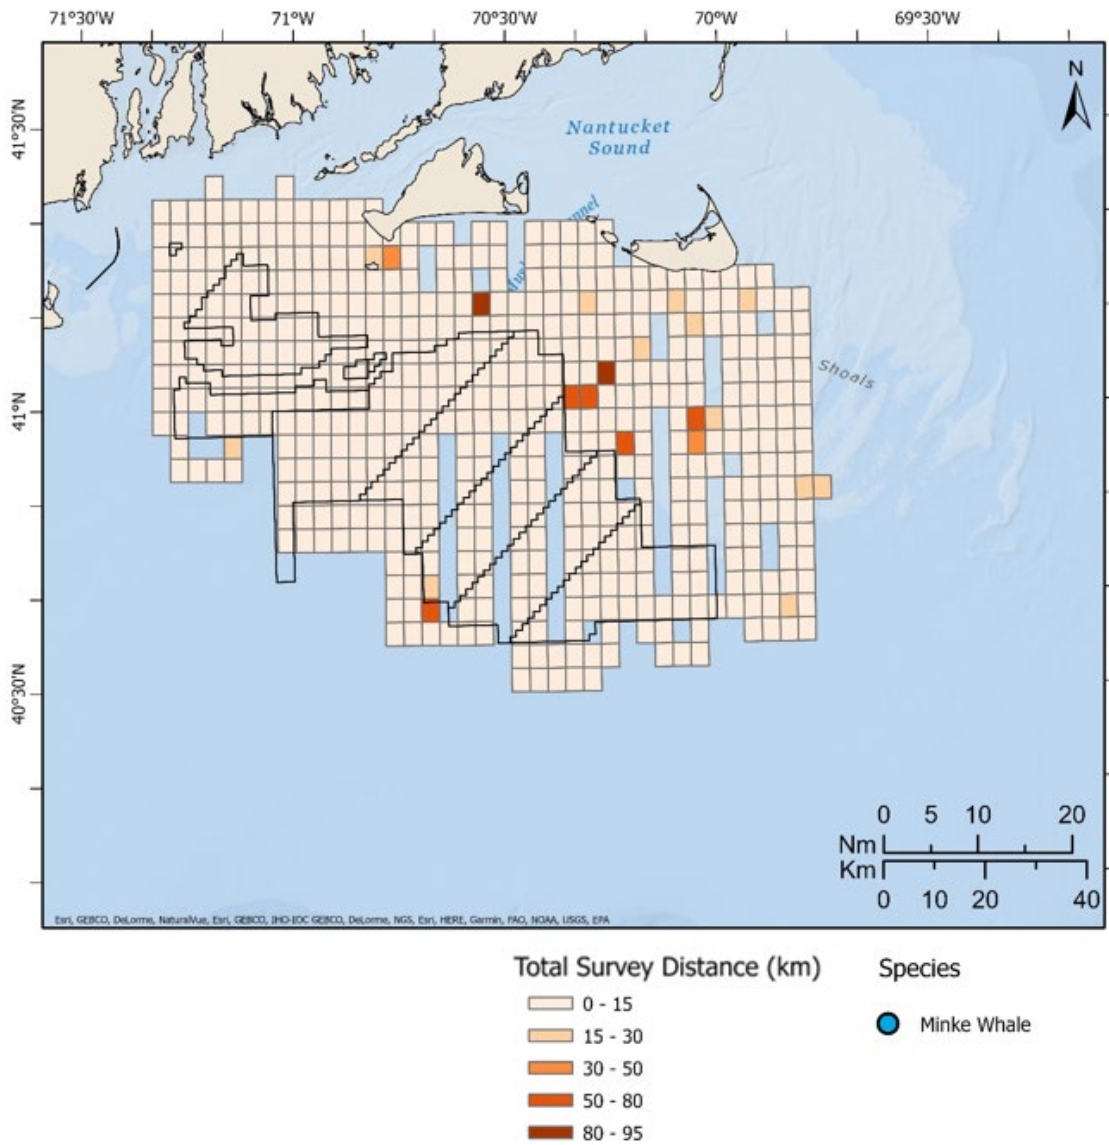 71°30'W 71°W 70°30'W 70°W 69°30'W
41°30'N
41°N
40°30'N
N
Nantucket
Sound
Shoals
0 5 10 20
Nm
Km
0 10 20 40
Esri, GEBCO, DeLorme, NaturalVue, Esri, GEBCO, IHO-IOC GEBCO, DeLorme, NGS, Esri, HERE, Garmin, FAO, NOAA, USGS, EPA
Total Survey Distance (km)
0 - 15
15 - 30
30 - 50
50 - 80
80 - 95
Species
Minke Whale